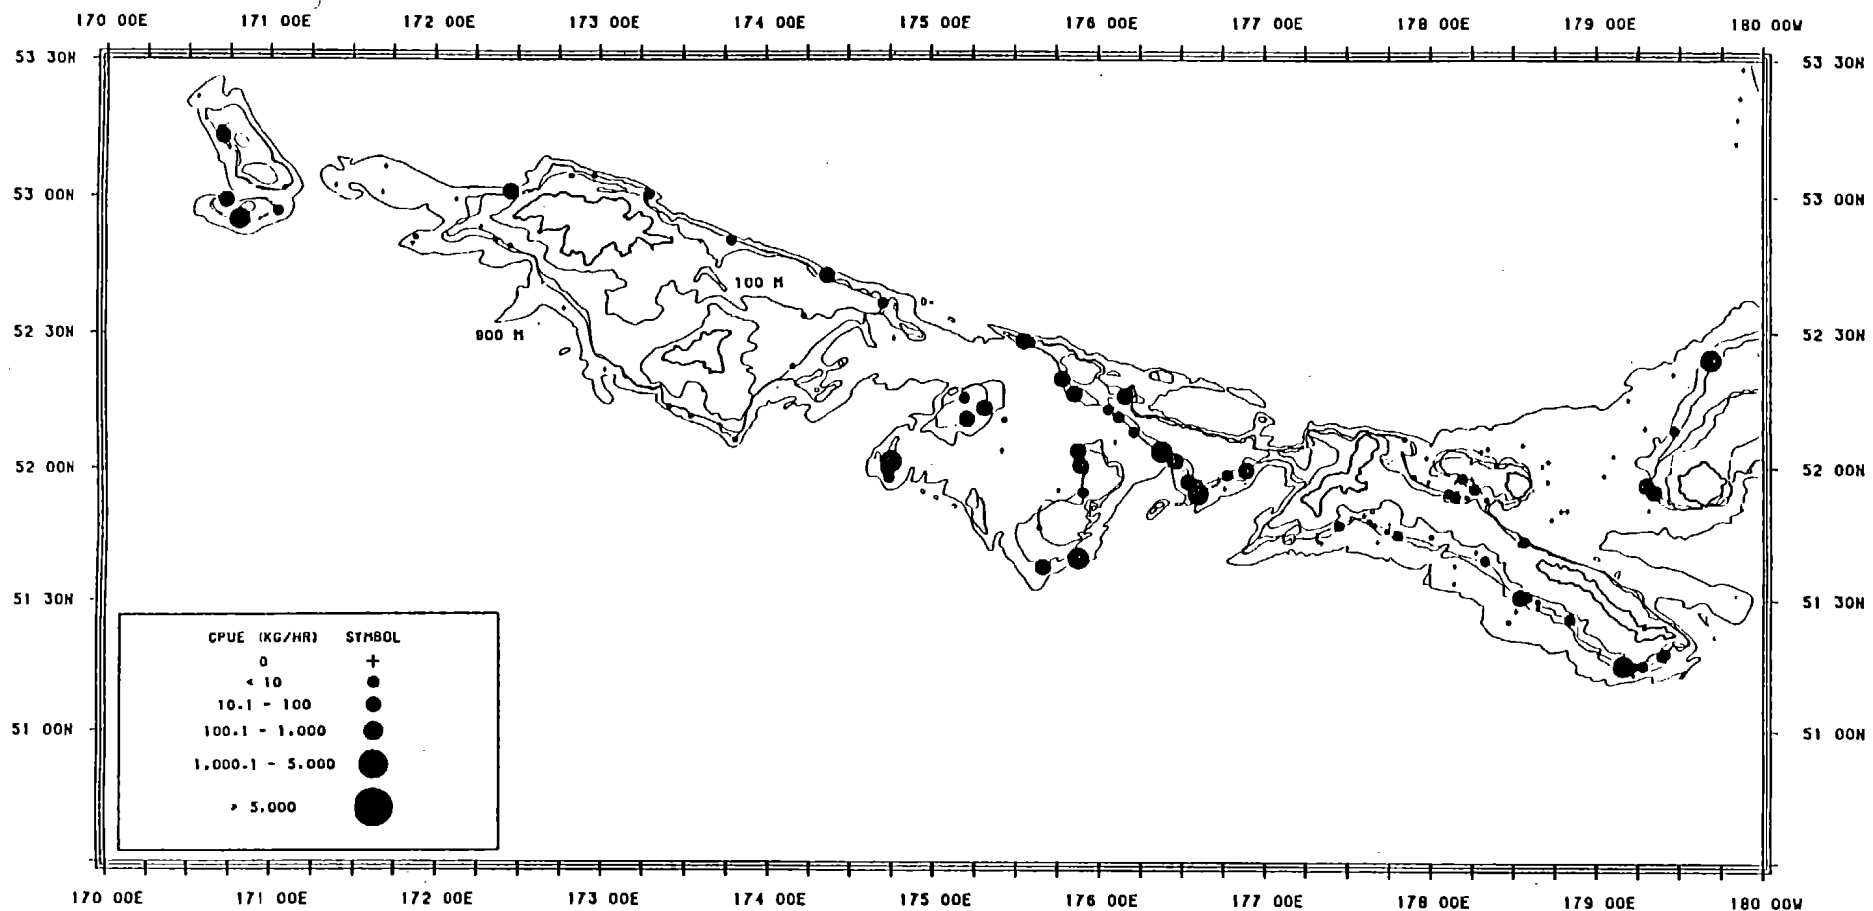 170 00E 171 00E 172 00E 173 00E 174 00E 175 00E 176 00E 177 00E 178 00E 179 00E 180 00W
53 30N 53 30N
53 00N 53 00N
100 M
52 30N 900 M 52 30N
52 00N 52 00N
51 30N 51 30N
CPUE (KG/HR) SYMBOL
0 +
< 10
10.1 - 100
100.1 - 1.000
1.000.1 - 5.000
> 5.000
51 00N 51 00N
170 00E 171 00E 172 00E 173 00E 174 00E 175 00E 176 00E 177 00E 178 00E 179 00E 180 00W